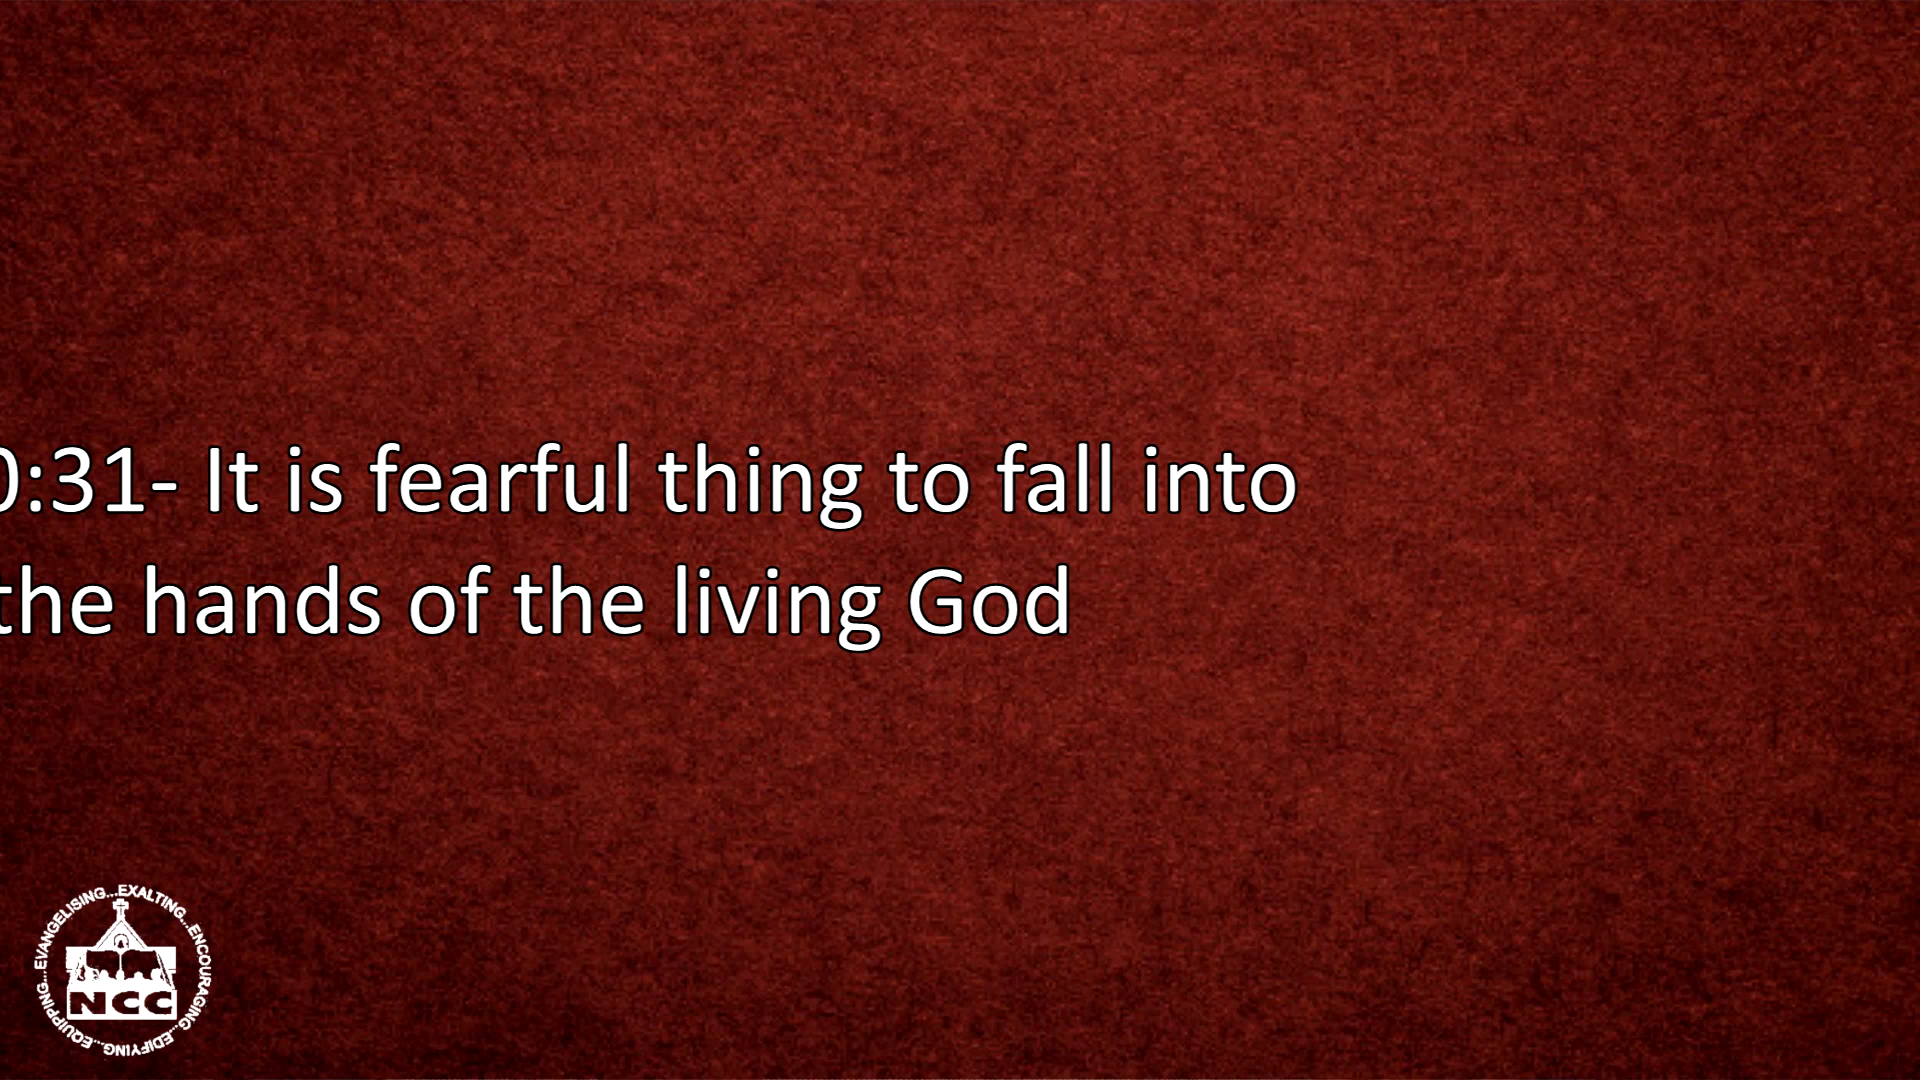 0:31- It is fearful thing to fall into
the hands of the living God
EQUIPPING...EVANGELISING...EXALTING...ENCOURAGING...EDIFYING...
NCC